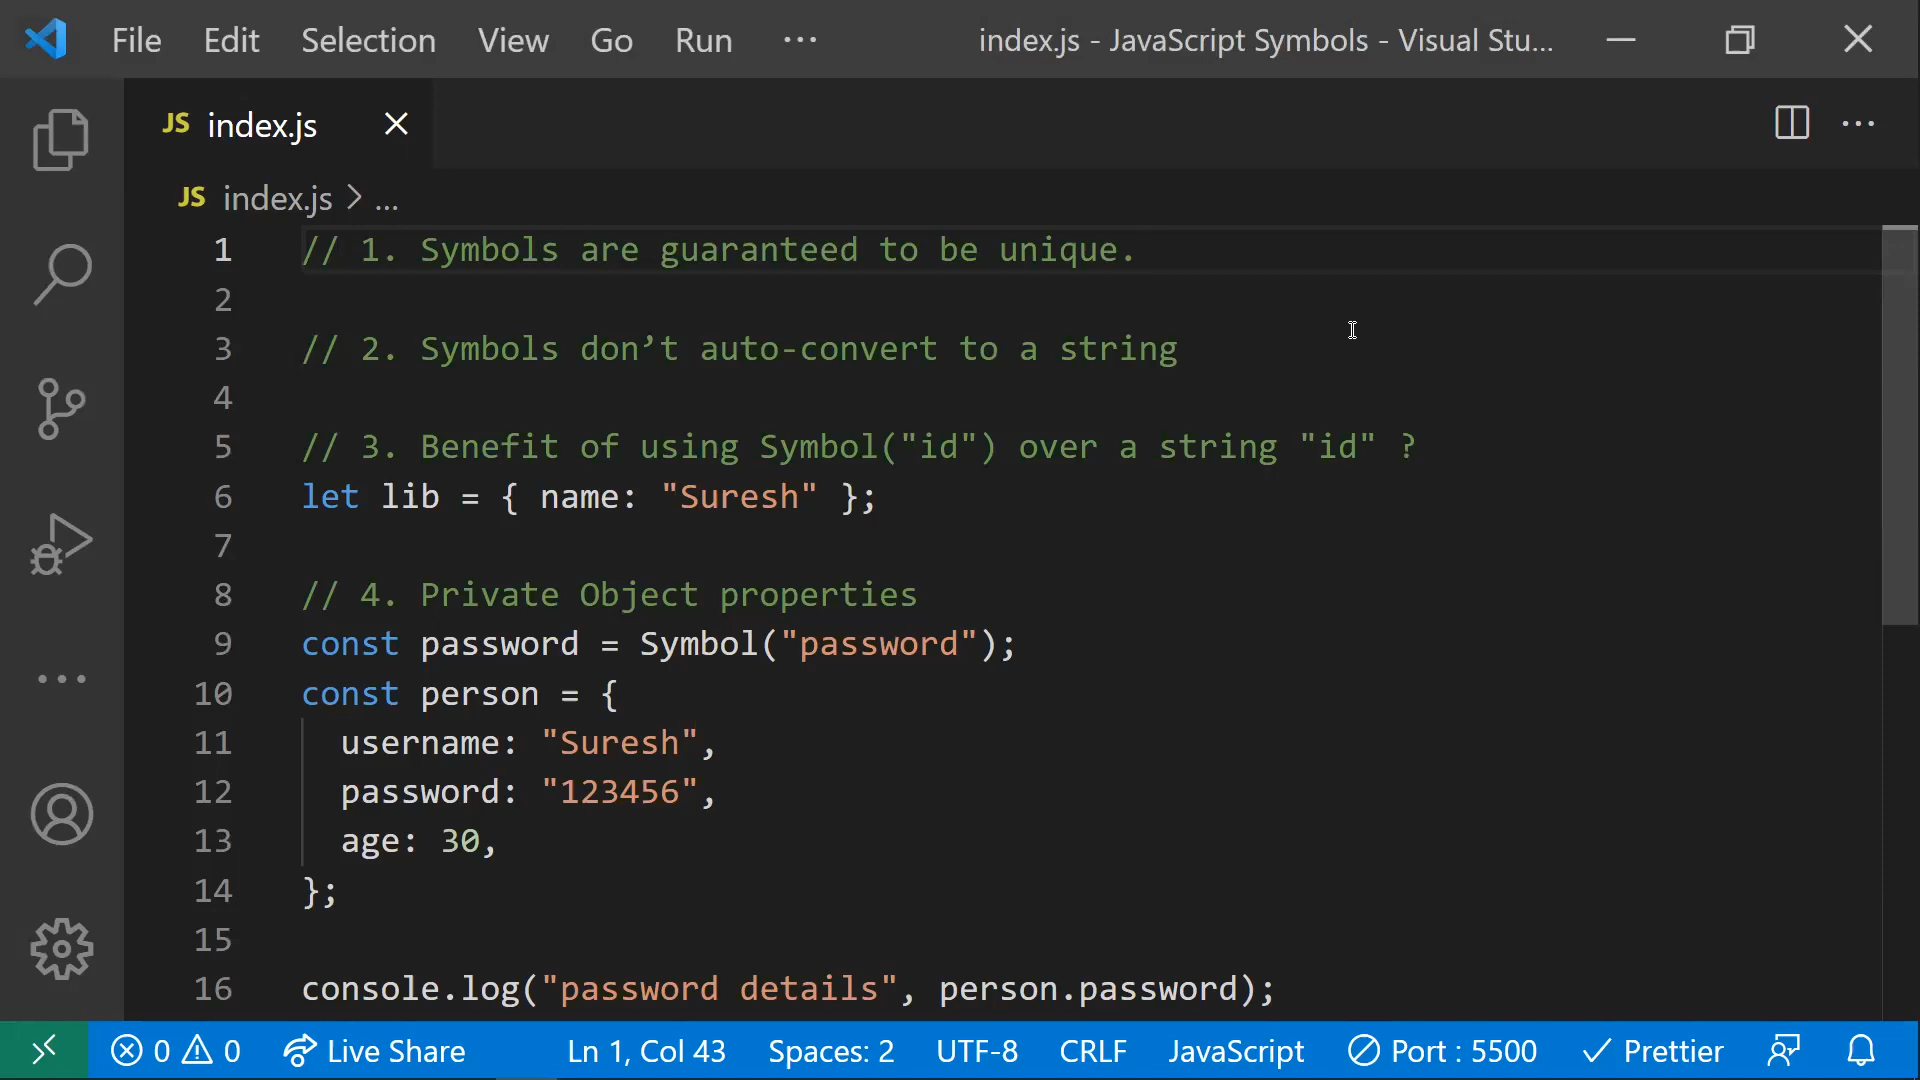 File Edit Selection View Go Run ··· index.js - JavaScript Symbols - Visual Stu...
JS index.js
JS index.js > ...
1 // 1. Symbols are guaranteed to be unique.
2
3 // 2. Symbols don’t auto-convert to a string
4
5 // 3. Benefit of using Symbol("id") over a string "id" ?
6 let lib = { name: "Suresh" };
7
8 // 4. Private Object properties
9 const password = Symbol("password");
10 const person = {
11   username: "Suresh",
12   password: "123456",
13   age: 30,
14 };
15
16 console.log("password details", person.password);
0 0 Live Share Ln 1, Col 43 Spaces: 2 UTF-8 CRLF JavaScript Port : 5500 Prettier